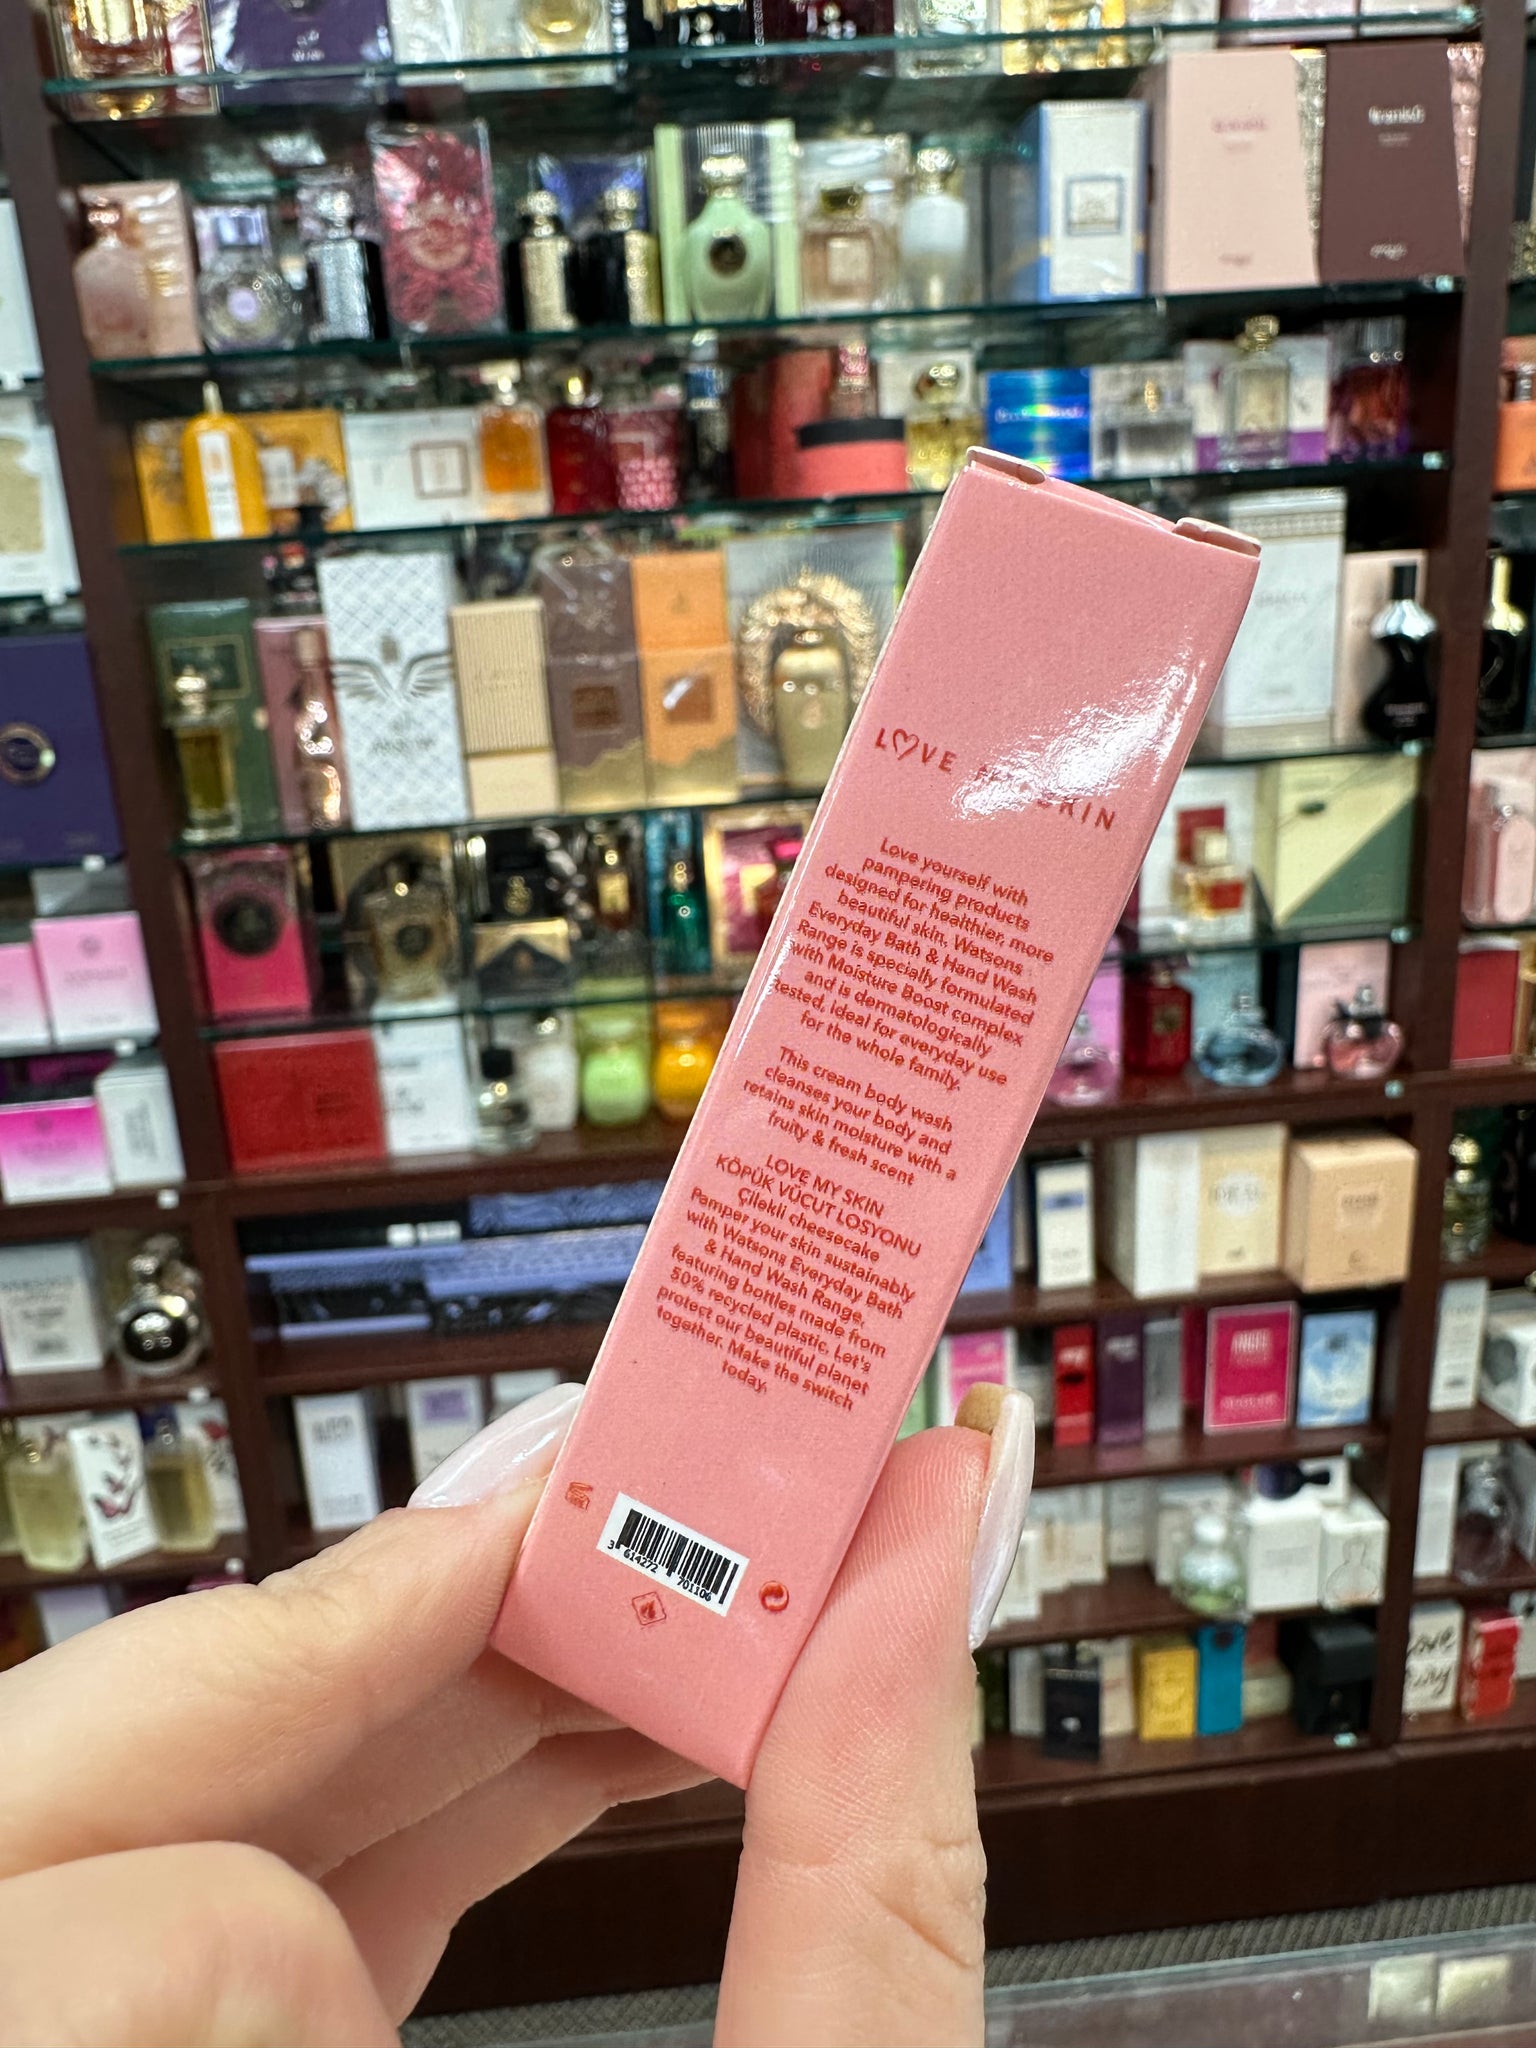 LOVE MY SKIN
Love yourself with
pampering products
designed for healthier, more
beautiful skin. Watsons
Everyday Bath & Hand Wash
Range is specially formulated
with Moisture Boost complex
and is dermatologically
tested, ideal for everyday use
for the whole family.
This cream body wash
cleanses your body and
retains skin moisture with a
fruity & fresh scent
LOVE MY SKIN
KÖPÜK VÜCUT LOSYONU
Çilekli cheesecake
Pamper your skin sustainably
with Watsons Everyday Bath
& Hand Wash Range,
featuring bottles made from
50% recycled plastic. Let's
protect our beautiful planet
together. Make the switch
today.
3 614272 701106